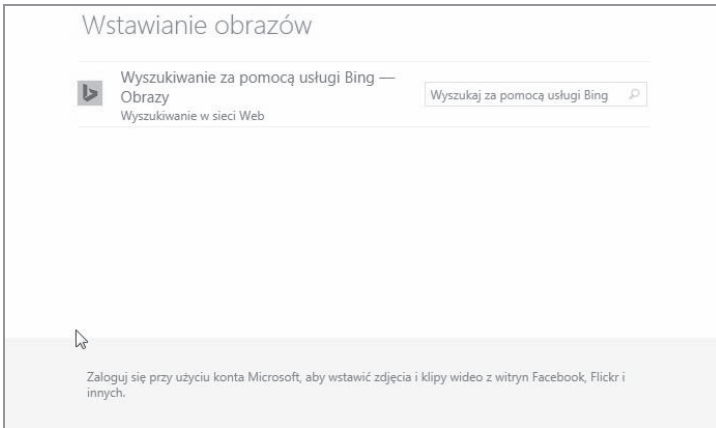 Wstawianie obrazów
Wyszukiwanie za pomocą usługi Bing —
Obrazy
Wyszukiwanie w sieci Web
Wyszukaj za pomocą usługi Bing
Zaloguj się przy użyciu konta Microsoft, aby wstawić zdjęcia i klipy wideo z witryn Facebook, Flickr i
innych.